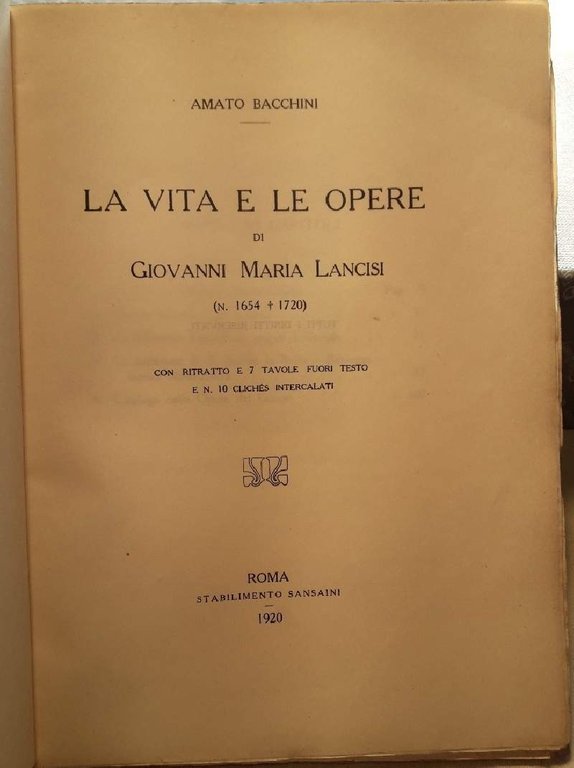 AMATO BACCHINI
LA VITA E LE OPERE
DI
GIOVANNI MARIA LANCISI
(N. 1654 † 1720)
CON RITRATTO E 7 TAVOLE FUORI TESTO
E N. 10 CLICHÉS INTERCALATI
ROMA
STABILIMENTO SANSAINI
1920